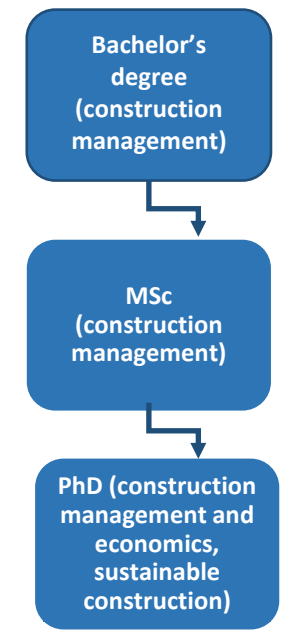 Bachelor’s
degree
(construction
management)
MSc
(construction
management)
PhD (construction
management and
economics,
sustainable
construction)